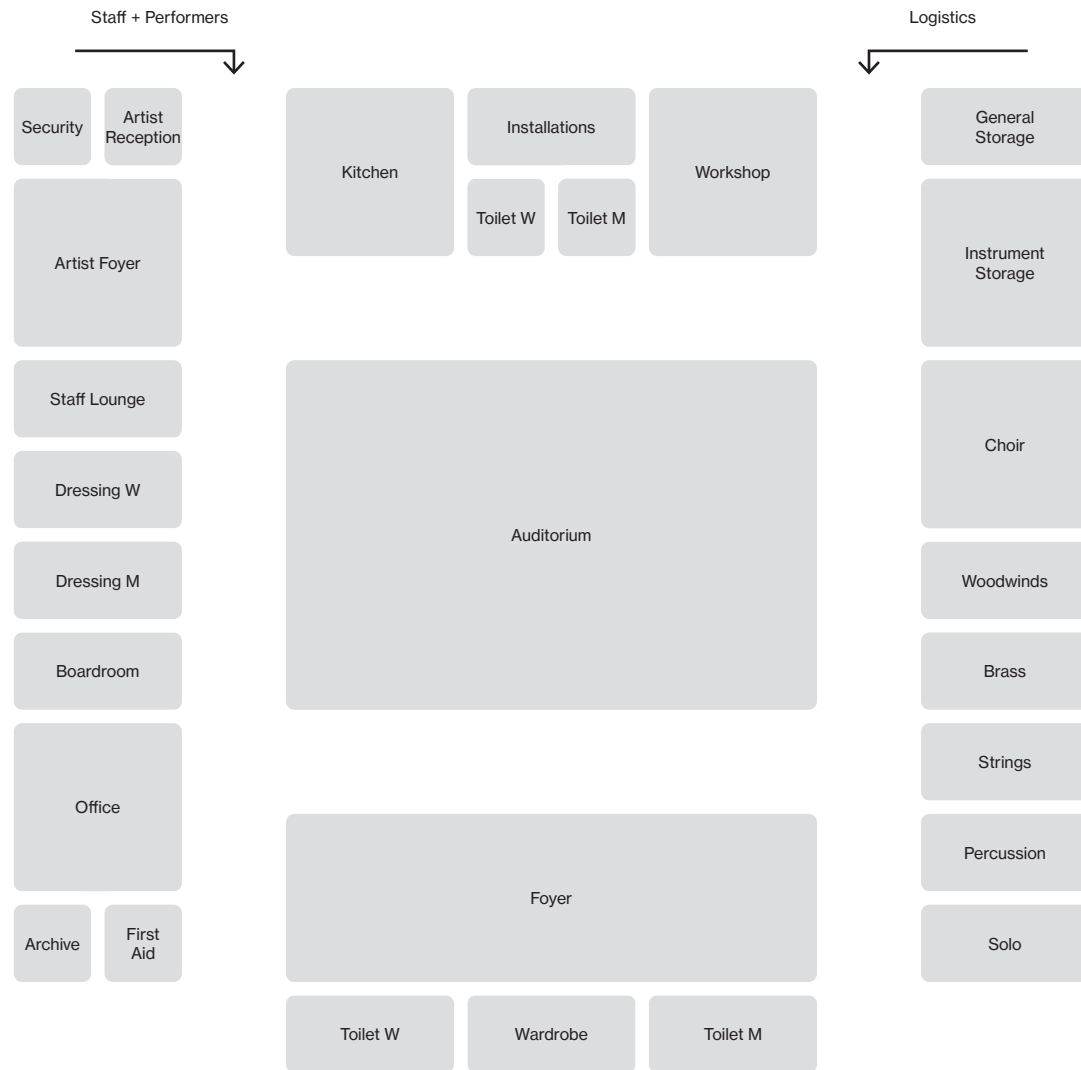 Staff + Performers
Logistics
Security
Artist
Reception
Artist Foyer
Staff Lounge
Dressing W
Dressing M
Boardroom
Office
Archive
First
Aid
Kitchen
Installations
Toilet W
Toilet M
Workshop
Auditorium
Foyer
Toilet W
Wardrobe
Toilet M
General
Storage
Instrument
Storage
Choir
Woodwinds
Brass
Strings
Percussion
Solo